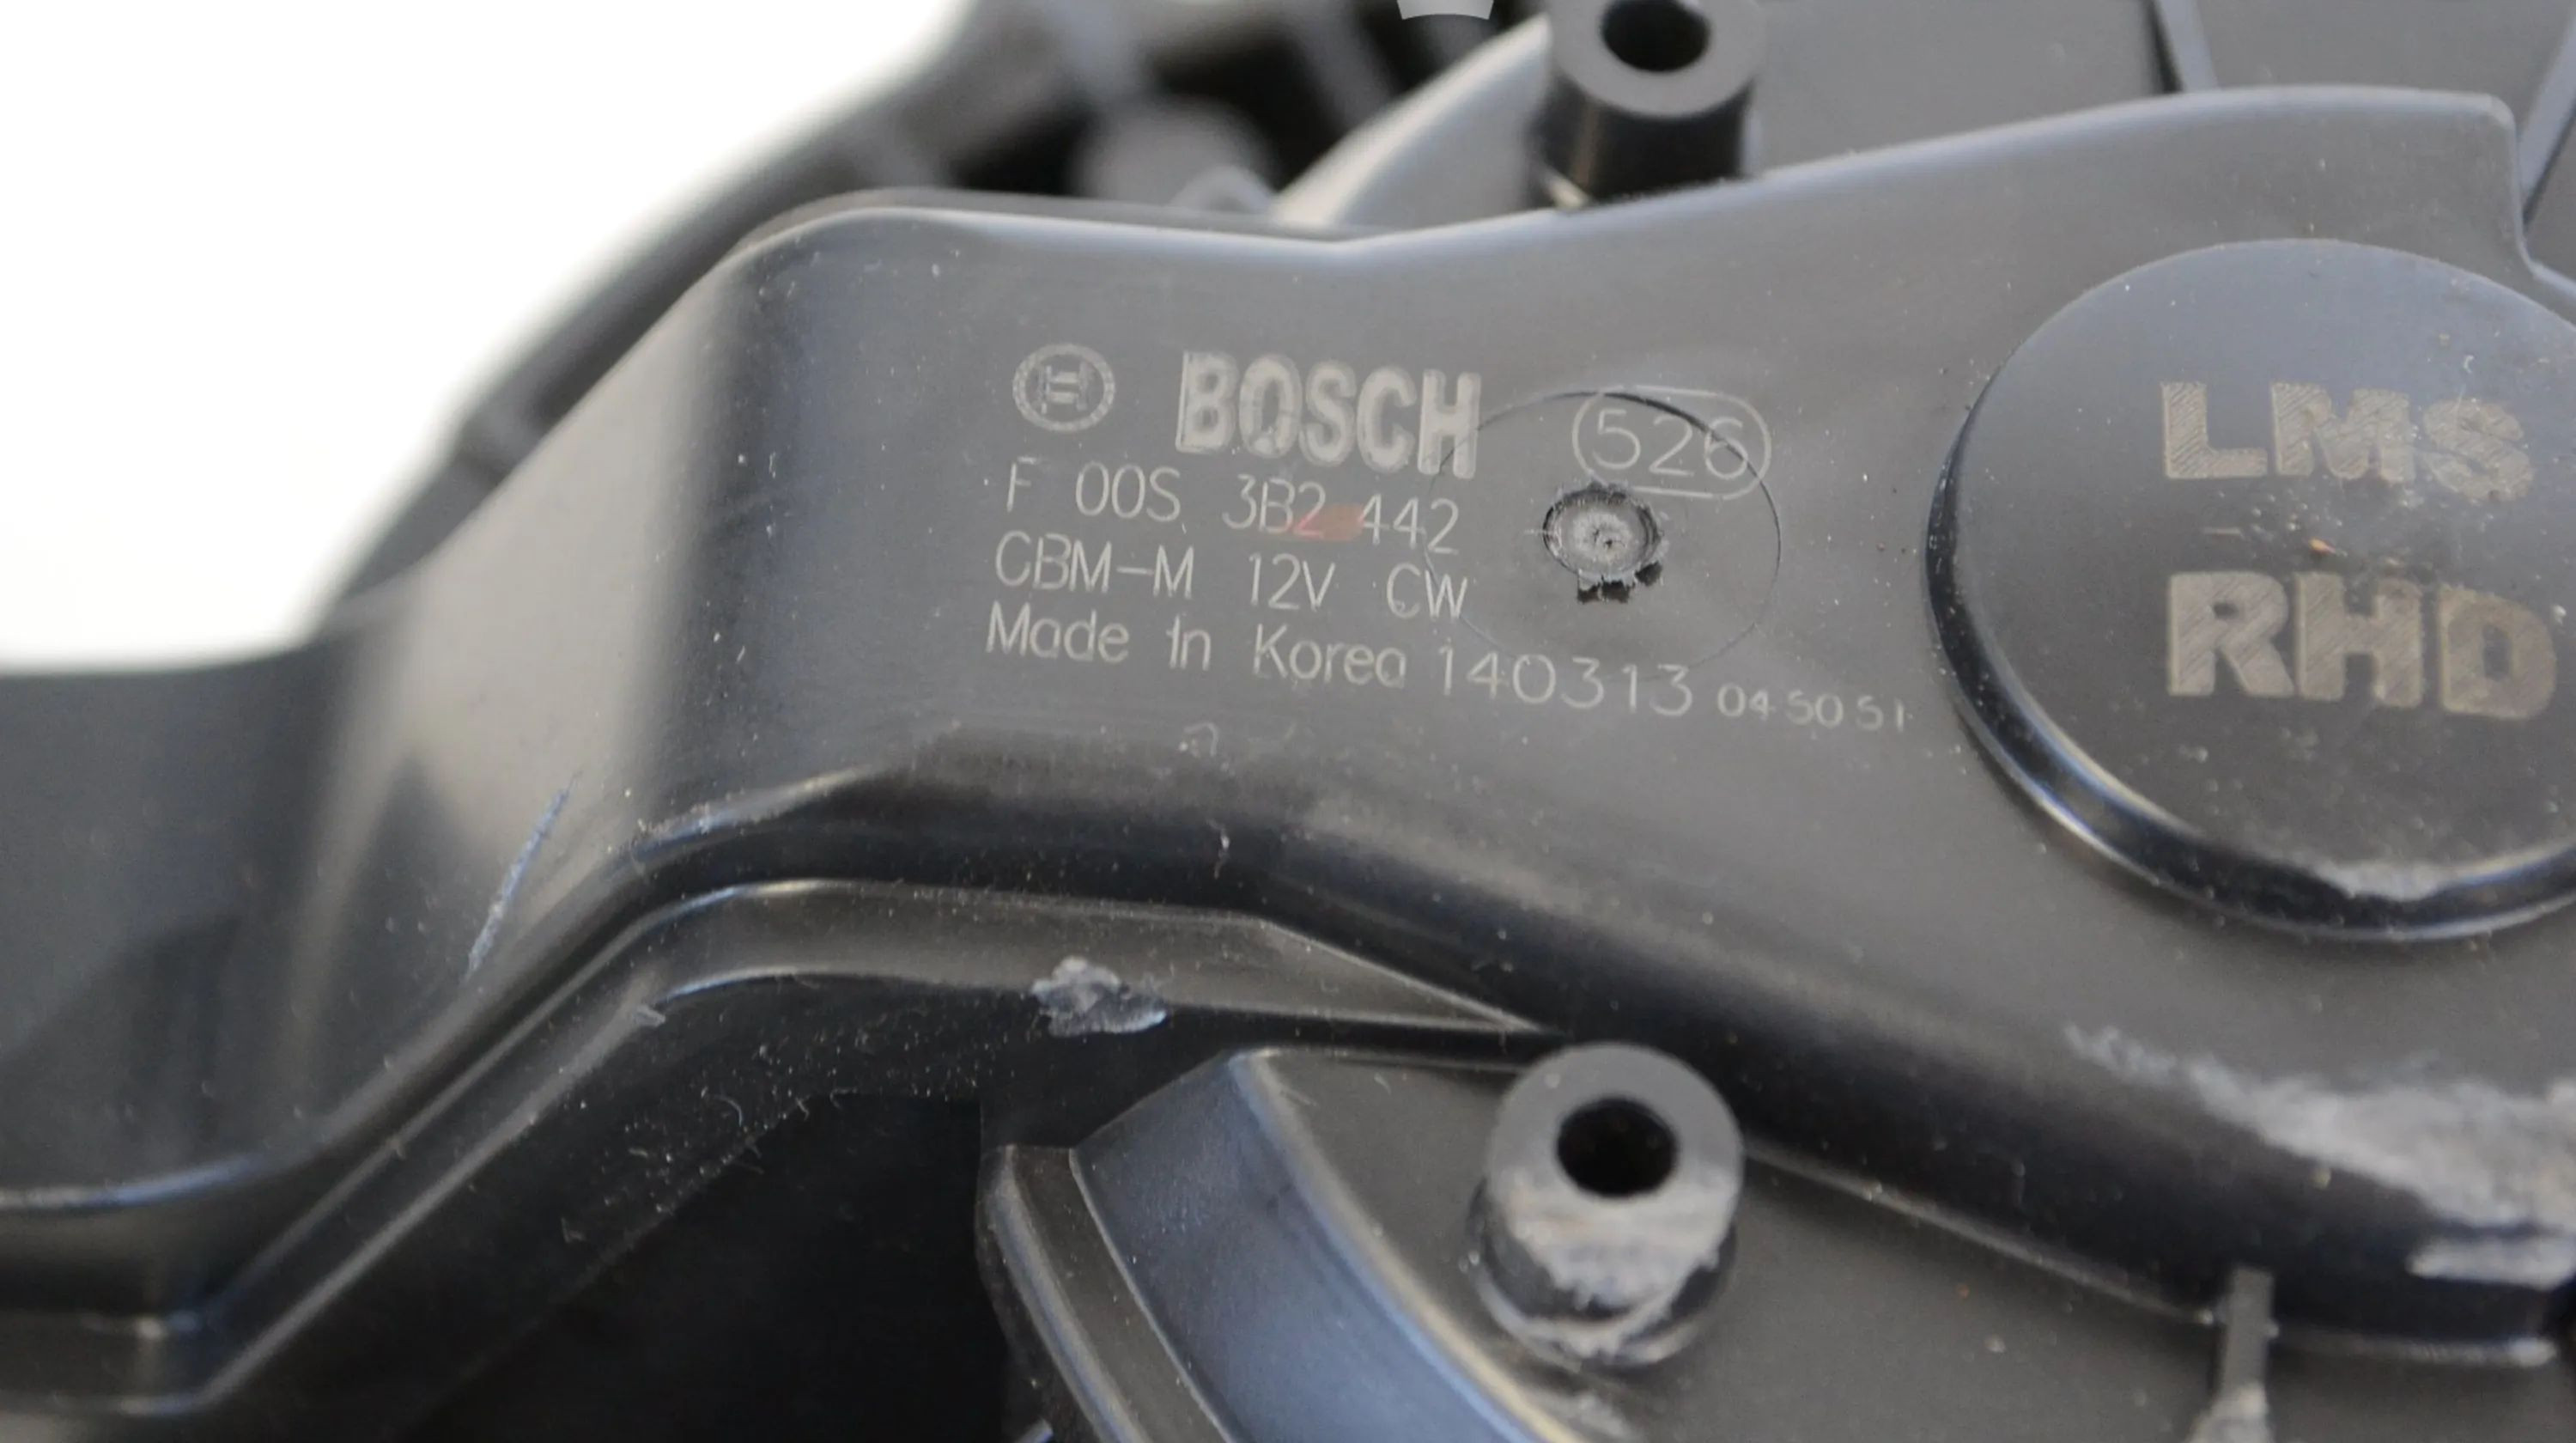 BOSCH 526
F 00S 3B2 442
CBM-M 12V CW
Made in Korea 140313 045051
LMS
RHD